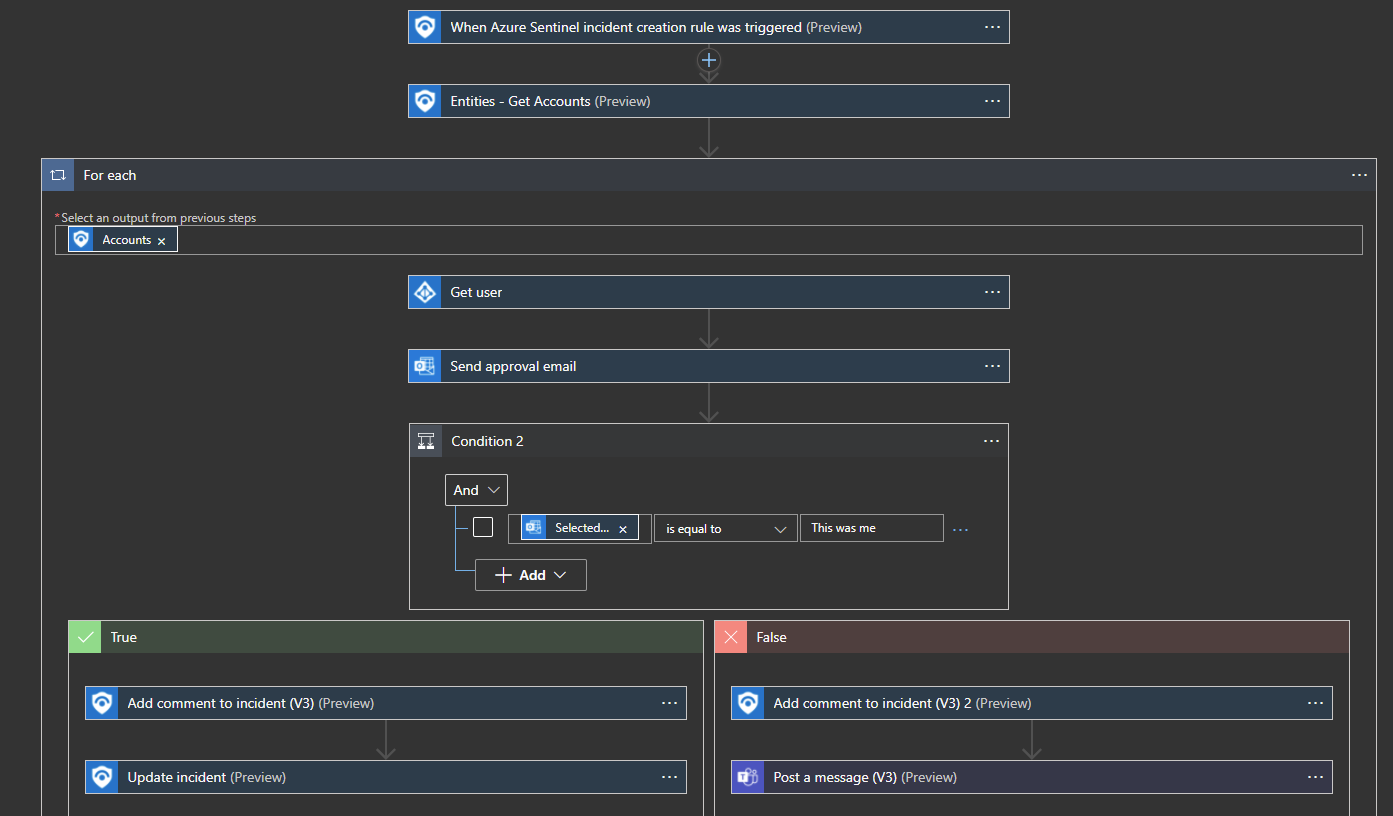 When Azure Sentinel incident creation rule was triggered (Preview)
Entities - Get Accounts (Preview)
For each
*Select an output from previous steps
Accounts
Get user
Send approval email
Condition 2
And
Selected... is equal to This was me
Add
True
False
Add comment to incident (V3) (Preview)
Add comment to incident (V3) 2 (Preview)
Update incident (Preview)
Post a message (V3) (Preview)